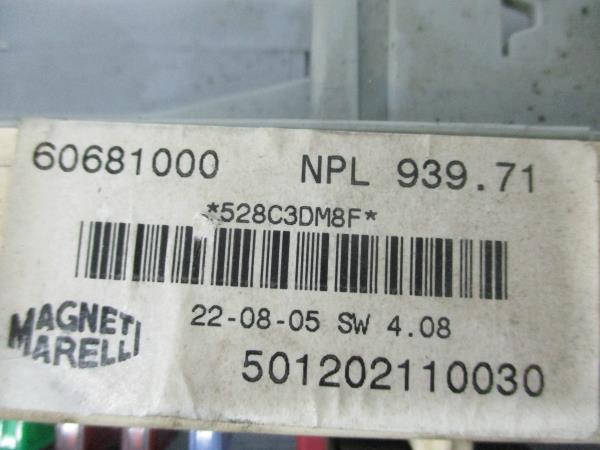 60681000 NPL 939.71
*528C3DM8F*
22-08-05 SW 4.08
MAGNETI
MARELLI
501202110030